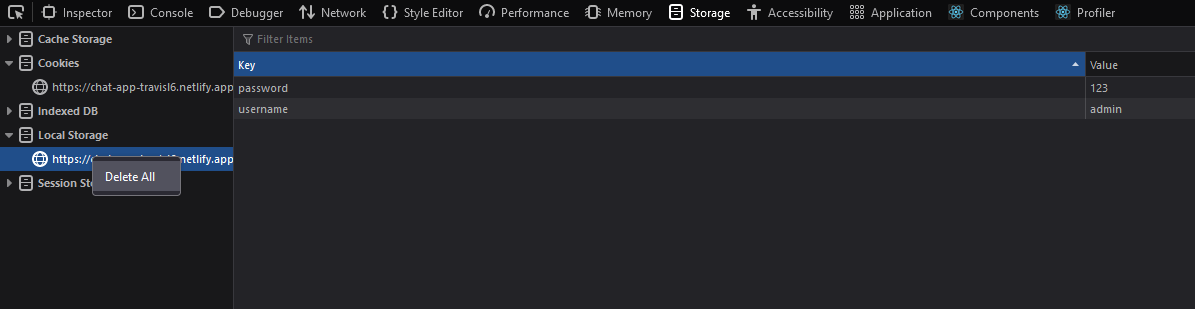 Inspector Console Debugger Network Style Editor Performance Memory Storage Accessibility Application Components Profiler
Cache Storage
Filter Items
Cookies
Key Value
https://chat-app-travisl6.netlify.app
password 123
Indexed DB
username admin
Local Storage
https://
netlify.app
Delete All
Session